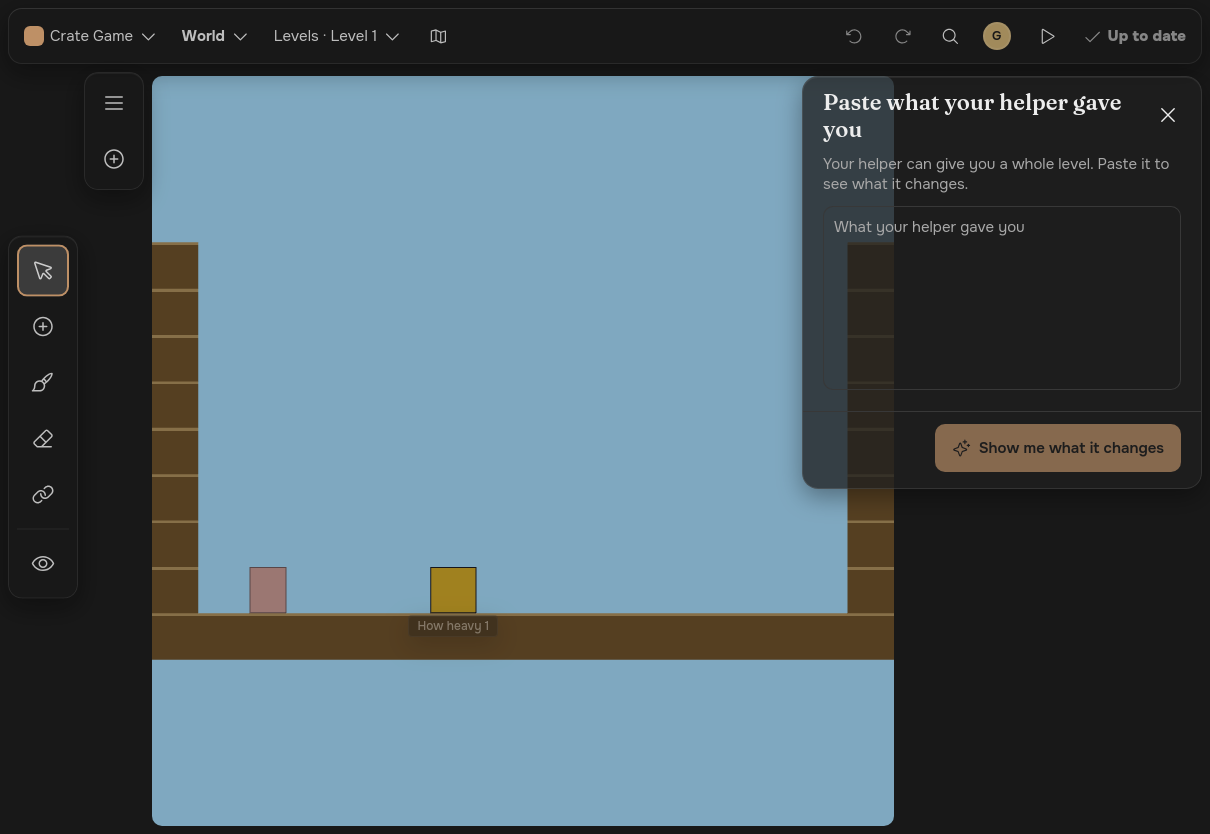 Crate Game
World
Levels · Level 1
G
Up to date
Paste what your helper gave
you
Your helper can give you a whole level. Paste it to
see what it changes.
What your helper gave you
Show me what it changes
How heavy 1